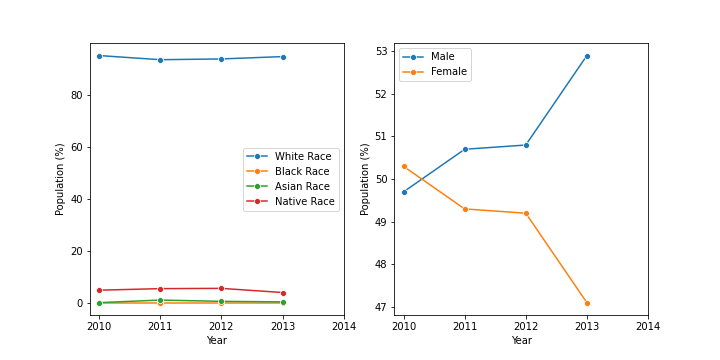 80
60
40
20
0
Population (%)
2010 2011 2012 2013 2014
Year
White Race
Black Race
Asian Race
Native Race
53
52
51
50
49
48
47
Population (%)
2010 2011 2012 2013 2014
Year
Male
Female